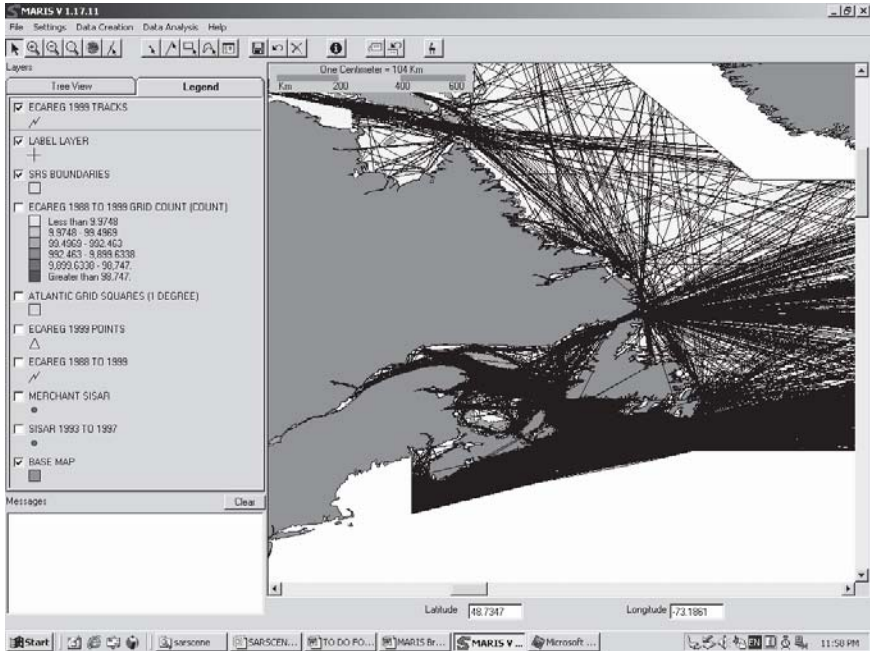 MARIS V 1.17.11
File Settings Data Creation Data Analysis Help
Layers
Tree View Legend
ECAREG 1999 TRACKS
LABEL LAYER
SRS BOUNDARIES
ECAREG 1988 TO 1999 GRID COUNT (COUNT)
Less than 9.9748
9.9748 - 99.4969
99.4969 - 992.463
992.463 - 9,899.6338
9,899.6338 - 98,747.
Greater than 98,747.
ATLANTIC GRID SQUARES (1 DEGREE)
ECAREG 1999 POINTS
ECAREG 1988 TO 1999
MERCHANT SISAR
SISAR 1993 TO 1997
BASE MAP
One Centimeter = 104 Km
Km 200 400 600
Messages Clear
Latitude 48.7347 Longitude -73.1861
Start sarscene SARSCEN... TO DO FO... MARIS Br... MARIS V ... Microsoft ... EN 11:58 PM